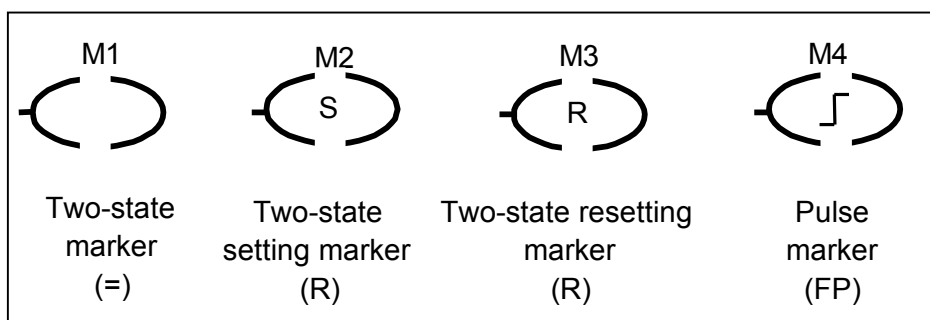 M1 M2 M3 M4
S R
Two-state Two-state Two-state resetting Pulse
marker setting marker marker marker
(=) (R) (R) (FP)